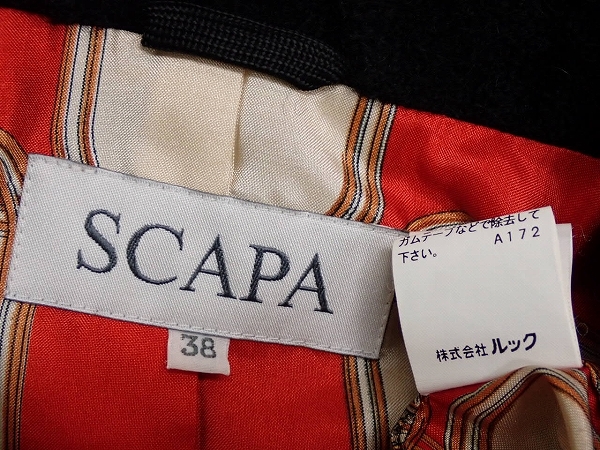 SCAPA
38
ガムテープなどで除去して
下さい。
A172
株式会社 ルック